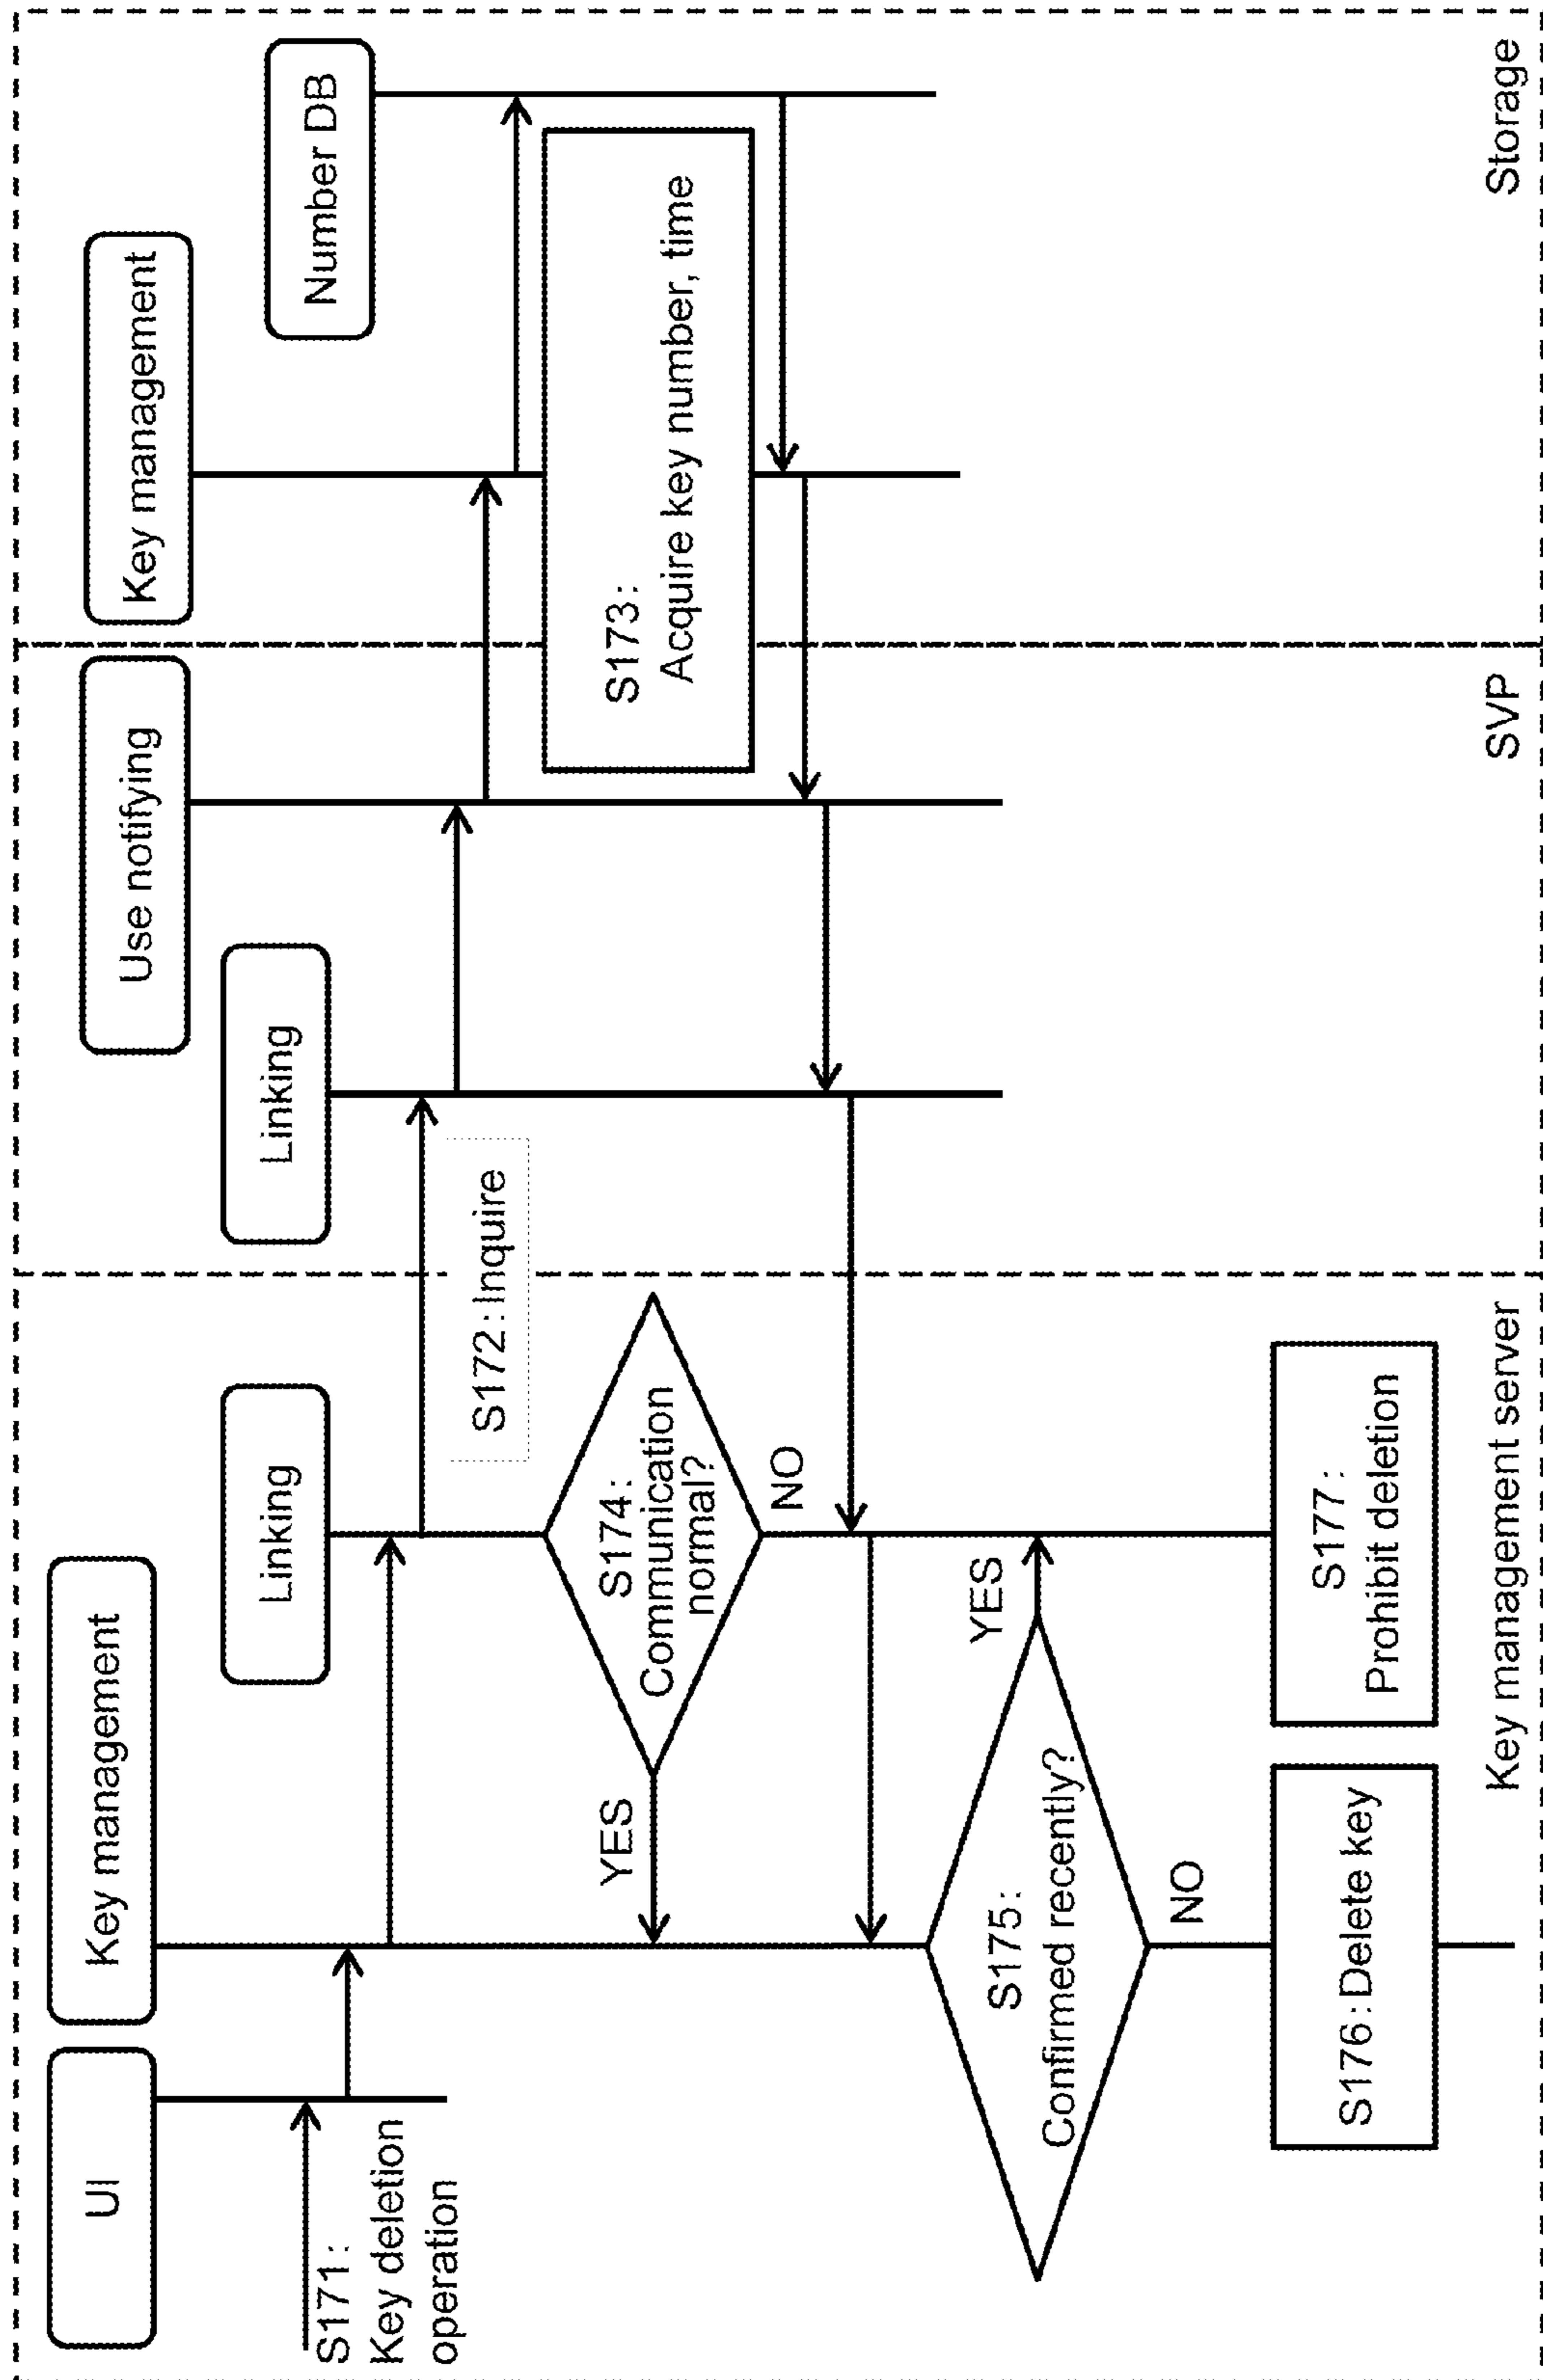 UI
Key management
Linking
Linking
Use notifying
Key management
Number DB
S171:
Key deletion
operation
S172:Inquire
S173:
Acquire key number, time
S174:
Communication
normal?
YES
NO
S175:
Confirmed recently?
YES
NO
S176:Delete key
S177:
Prohibit deletion
Key management server
SVP
Storage